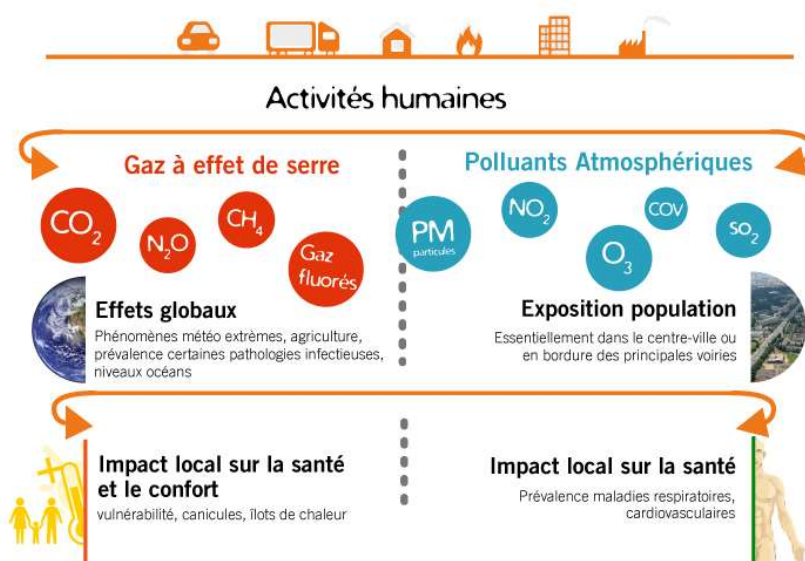 Activités humaines
Gaz à effet de serre
CO2
N2O
CH4
Gaz
fluorés
Effets globaux
Phénomènes météo extrêmes, agriculture,
prévalence certaines pathologies infectieuses,
niveaux océans
Polluants Atmosphériques
PM
particules
NO2
O3
COV
SO2
Exposition population
Essentiellement dans le centre-ville ou
en bordure des principales voiries
Impact local sur la santé
et le confort
vulnérabilité, canicules, îlots de chaleur
Impact local sur la santé
Prévalence maladies respiratoires,
cardiovasculaires